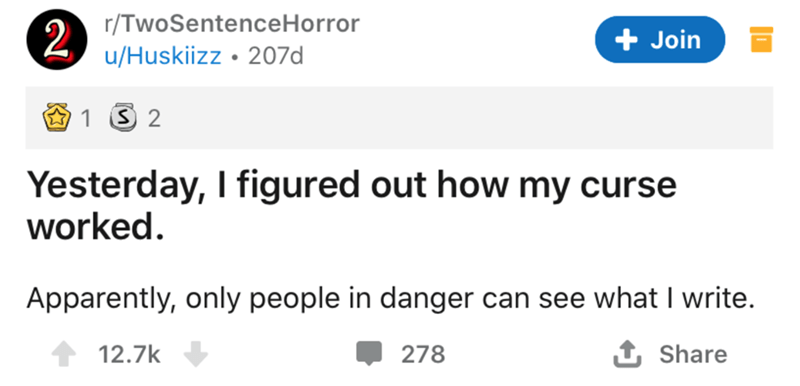 2
r/TwoSentenceHorror
u/Huskiizz • 207d
+ Join
1 S 2
Yesterday, I figured out how my curse
worked.
Apparently, only people in danger can see what I write.
12.7k 278 Share